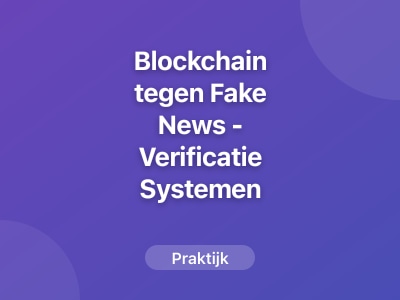 Blockchain
tegen Fake
News -
Verificatie
Systemen
Praktijk